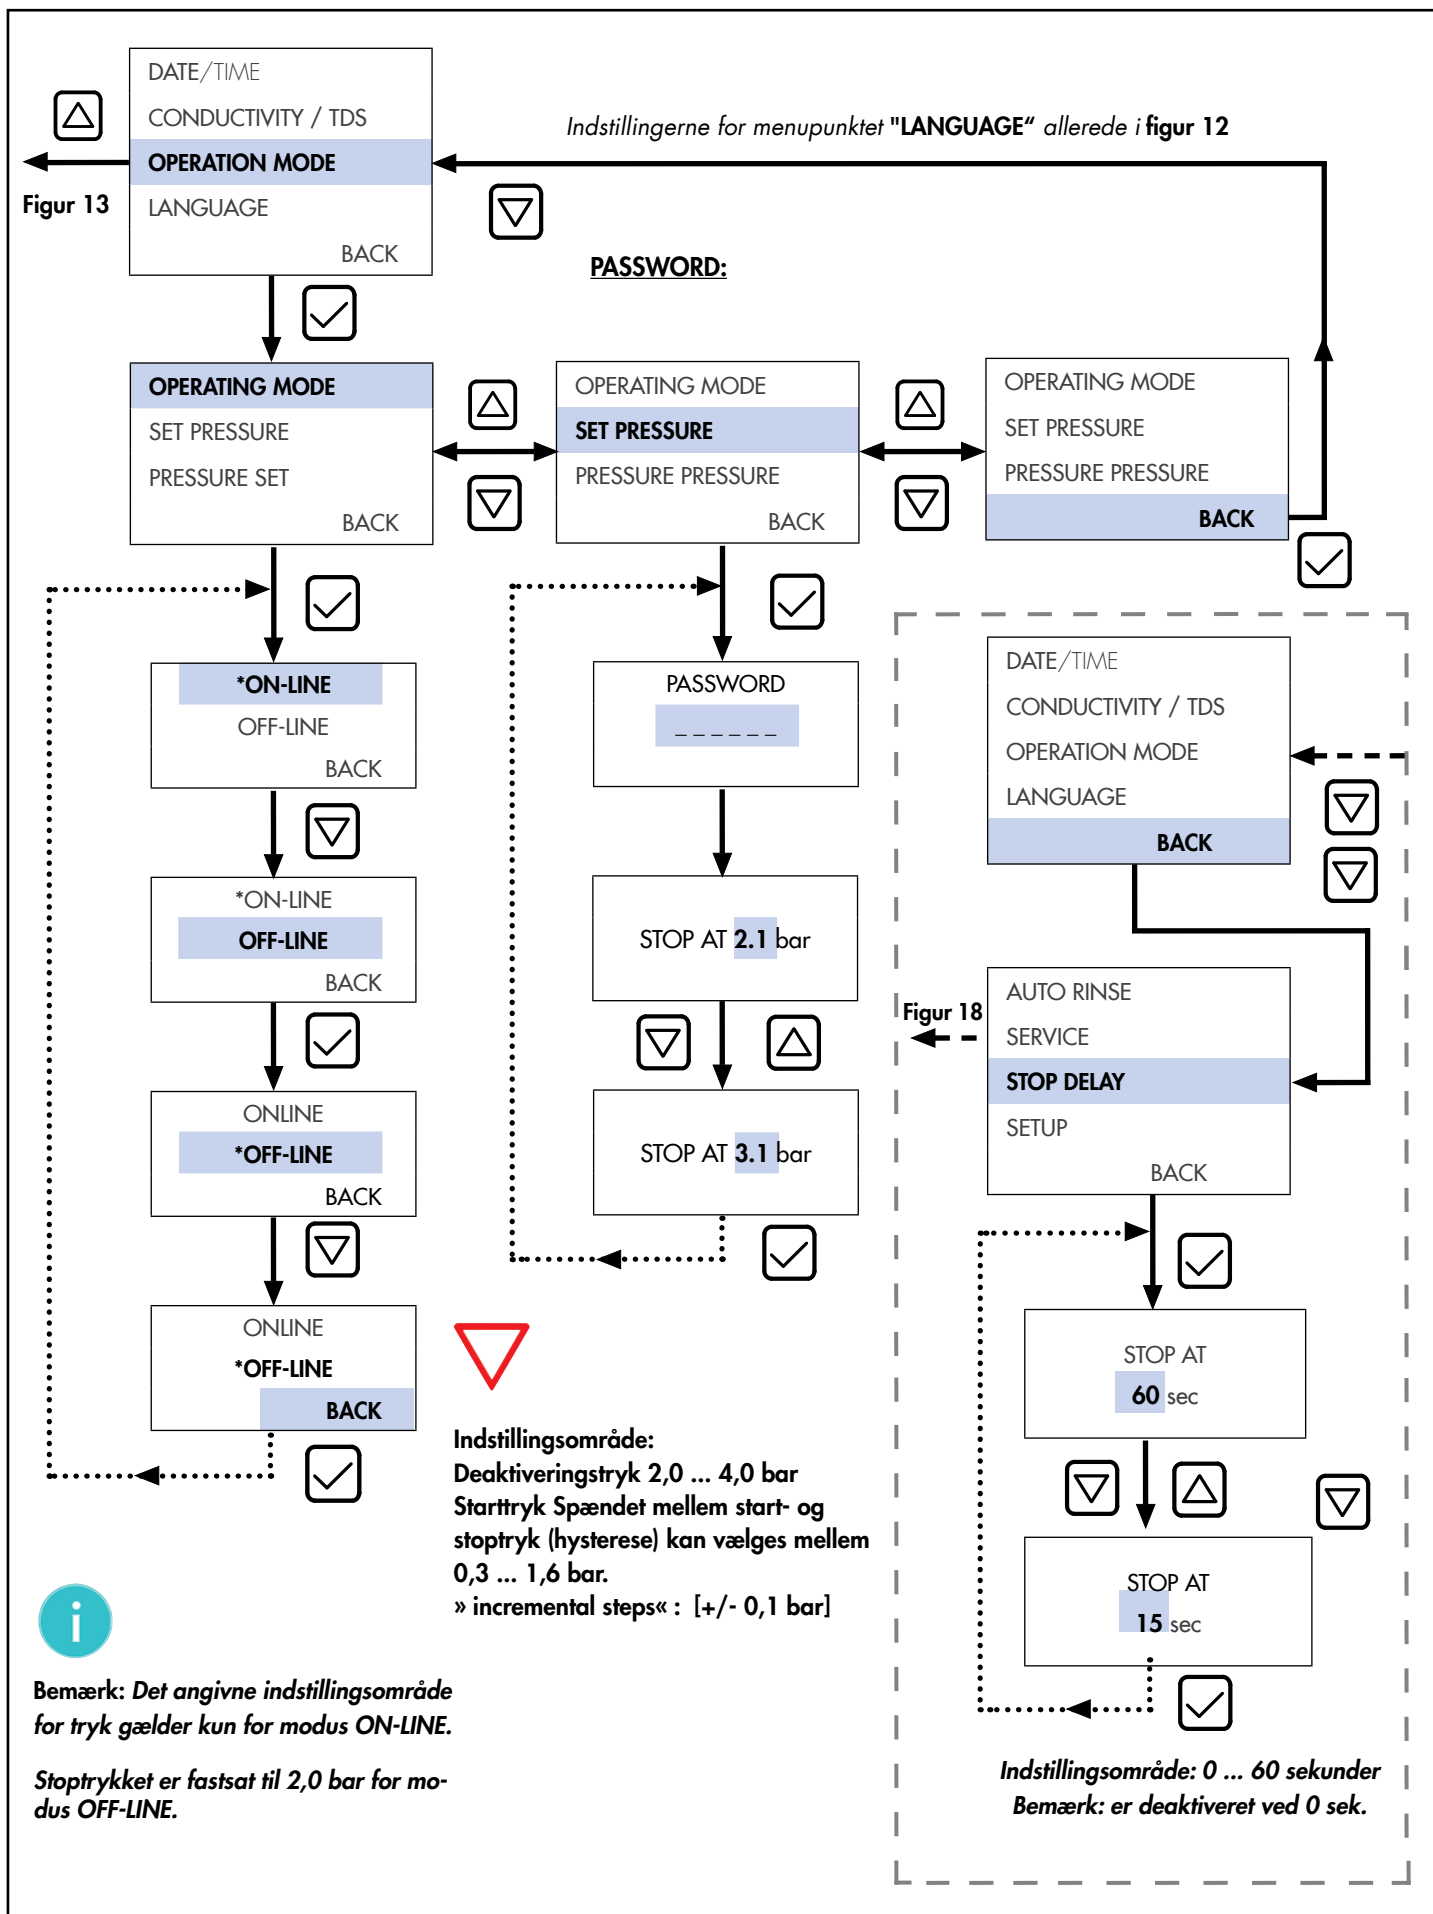 DATE/TIME
CONDUCTIVITY / TDS
OPERATION MODE
LANGUAGE
BACK
Figur 13
Indstillingerne for menupunktet "LANGUAGE“ allerede i figur 12
PASSWORD:
OPERATING MODE
SET PRESSURE
PRESSURE SET
BACK
OPERATING MODE
SET PRESSURE
PRESSURE PRESSURE
BACK
OPERATING MODE
SET PRESSURE
PRESSURE PRESSURE
BACK
*ON-LINE
OFF-LINE
BACK
*ON-LINE
OFF-LINE
BACK
ONLINE
*OFF-LINE
BACK
ONLINE
*OFF-LINE
BACK
PASSWORD
_ _ _ _ _ _
STOP AT 2.1 bar
STOP AT 3.1 bar
Indstillingsområde:
Deaktiveringstryk 2,0 ... 4,0 bar
Starttryk Spændet mellem start- og
stoptryk (hysterese) kan vælges mellem
0,3 ... 1,6 bar.
» incremental steps« : [+/- 0,1 bar]
i
Bemærk: Det angivne indstillingsområde
for tryk gælder kun for modus ON-LINE.
Stoptrykket er fastsat til 2,0 bar for mo-
dus OFF-LINE.
DATE/TIME
CONDUCTIVITY / TDS
OPERATION MODE
LANGUAGE
BACK
Figur 18
AUTO RINSE
SERVICE
STOP DELAY
SETUP
BACK
STOP AT
60 sec
STOP AT
15 sec
Indstillingsområde: 0 ... 60 sekunder
Bemærk: er deaktiveret ved 0 sek.